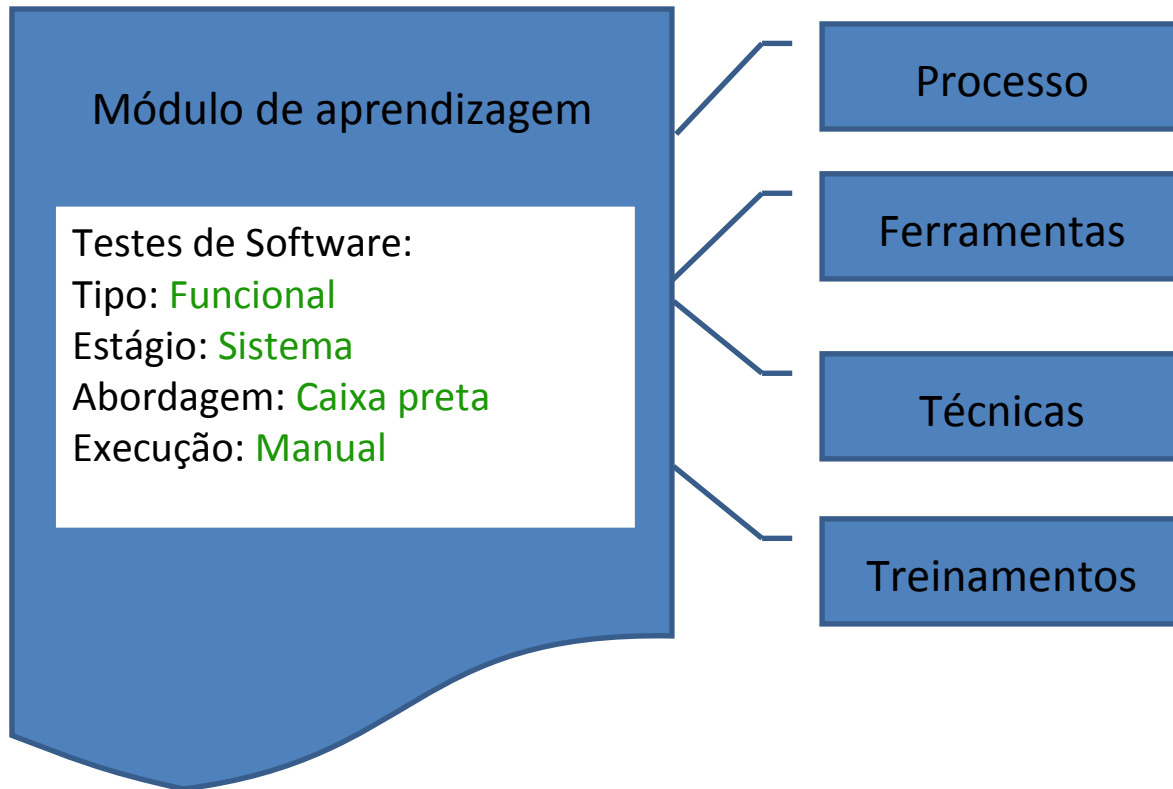 Módulo de aprendizagem
Testes de Software:
Tipo: Funcional
Estágio: Sistema
Abordagem: Caixa preta
Execução: Manual
Processo
Ferramentas
Técnicas
Treinamentos